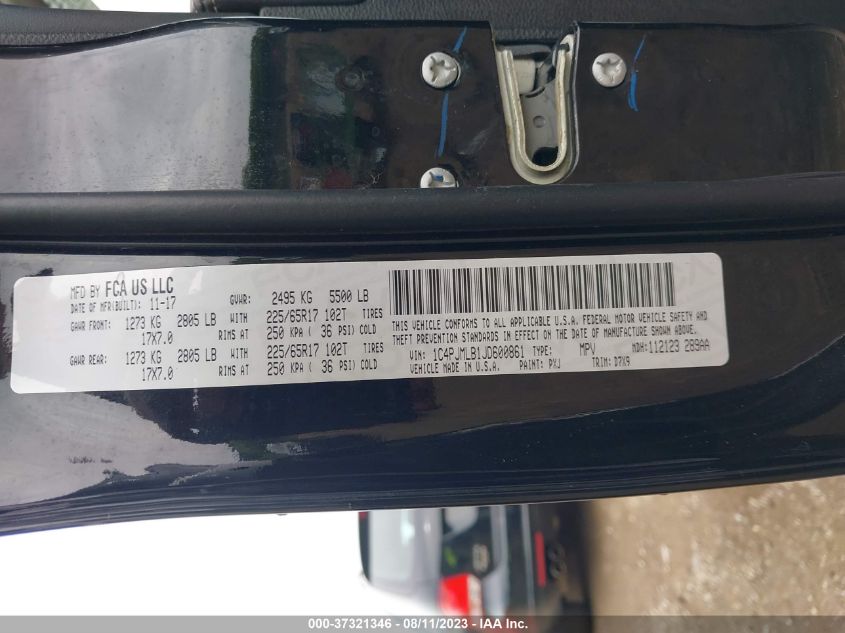 MFD BY FCA US LLC
DATE OF MFR(BUILT): 11-17 GVWR: 2495 KG 5500 LB
GAWR FRONT: 1273 KG 2805 LB WITH 225/65R17 102T TIRES
17X7.0 RIMS AT 250 KPA ( 36 PSI) COLD
GAWR REAR: 1273 KG 2805 LB WITH 225/65R17 102T TIRES
17X7.0 RIMS AT 250 KPA ( 36 PSI) COLD
THIS VEHICLE CONFORMS TO ALL APPLICABLE U.S.A. FEDERAL MOTOR VEHICLE SAFETY AND
THEFT PREVENTION STANDARDS IN EFFECT ON THE DATE OF MANUFACTURE SHOWN ABOVE.
VIN: 1C4PJMLB1JD600861 TYPE: MPV MDH: 112123 289AA
VEHICLE MADE IN U.S.A. PAINT: PXJ TRIM: D7X9
000-37321346 - 08/11/2023 - IAA Inc.